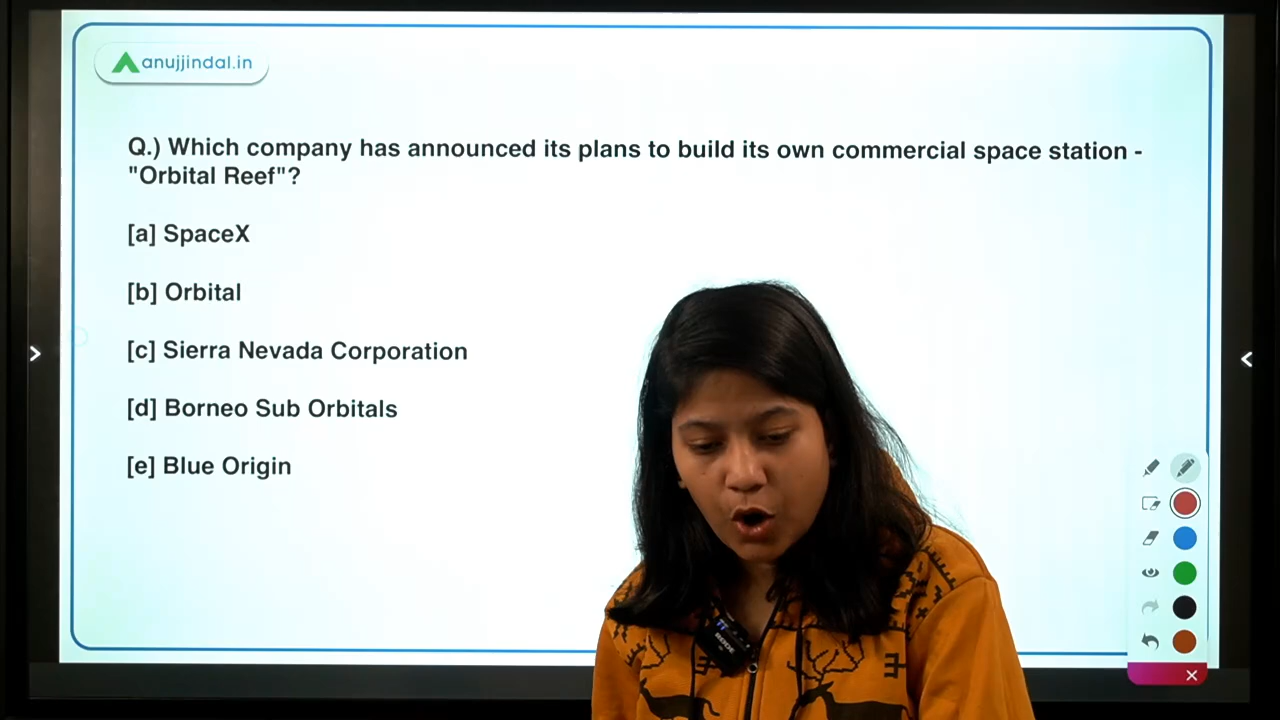 anujjindal.in
Q.) Which company has announced its plans to build its own commercial space station -
"Orbital Reef"?
[a] SpaceX
[b] Orbital
[c] Sierra Nevada Corporation
[d] Borneo Sub Orbitals
[e] Blue Origin
RODE